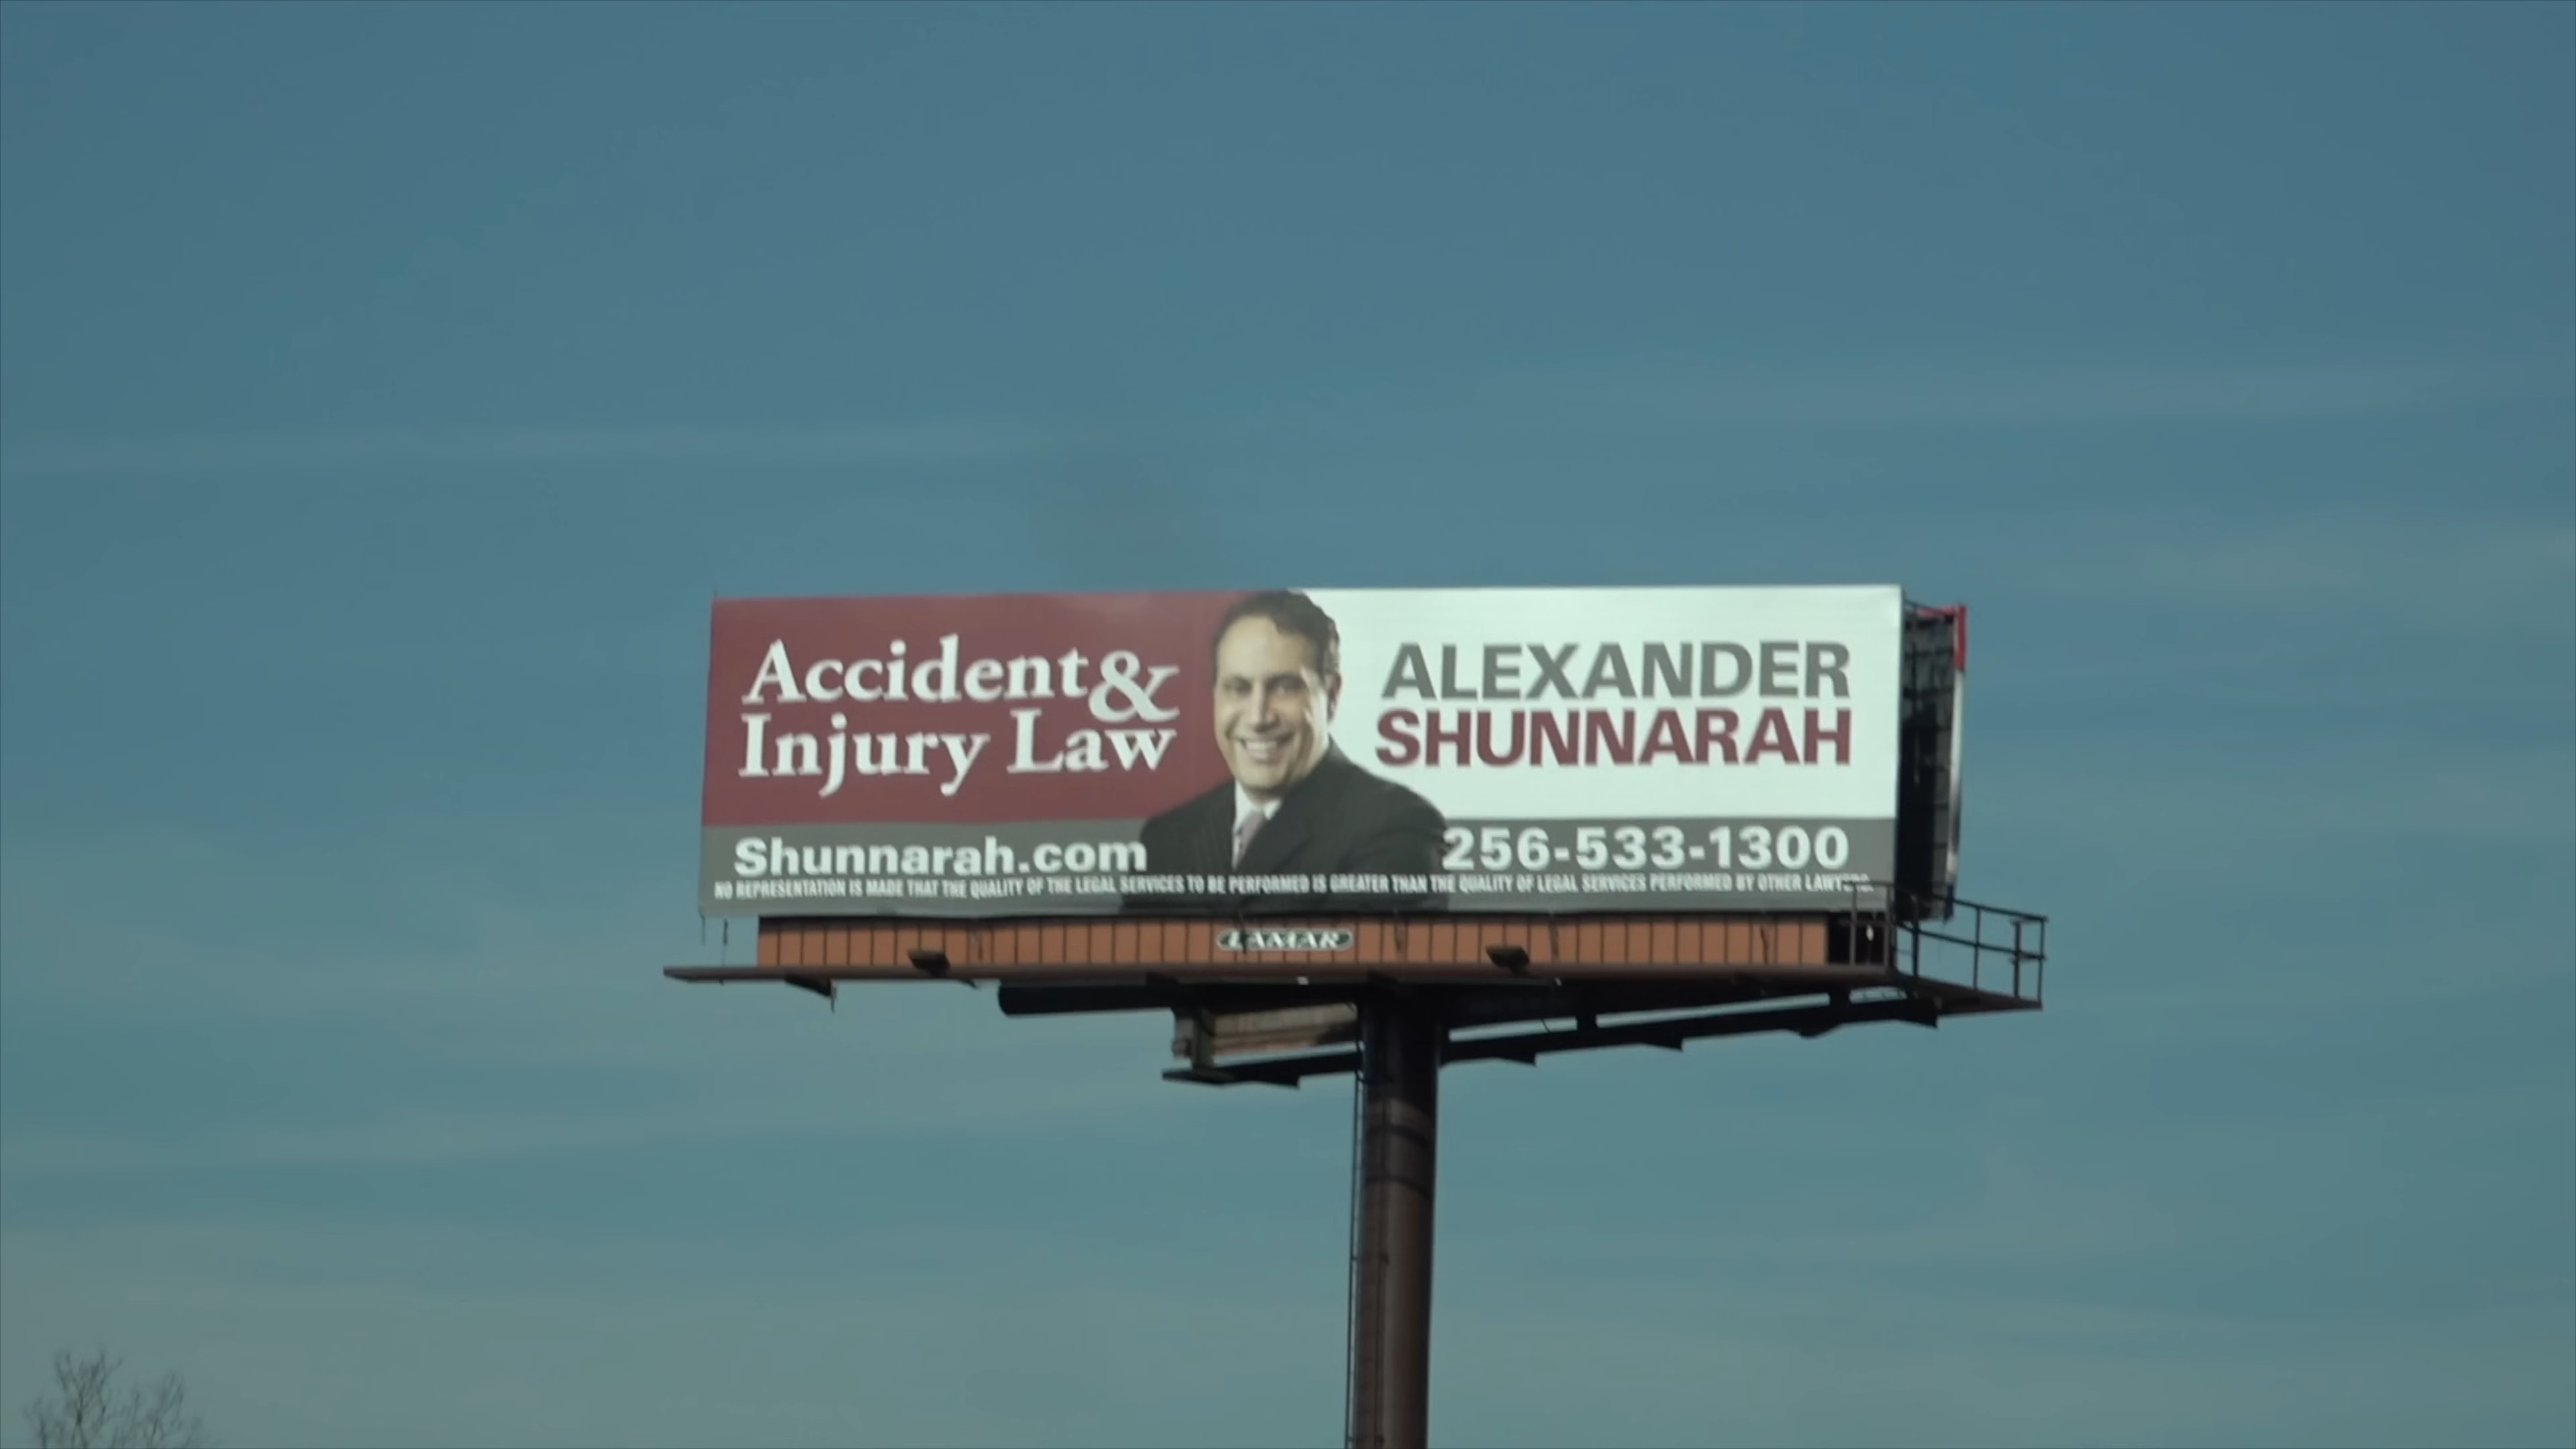 Accident &
Injury Law
ALEXANDER
SHUNNARAH
Shunnarah.com
256-533-1300
NO REPRESENTATION IS MADE THAT THE QUALITY OF THE LEGAL SERVICES TO BE PERFORMED IS GREATER THAN THE QUALITY OF LEGAL SERVICES PERFORMED BY OTHER LAWYERS.
LAMAR